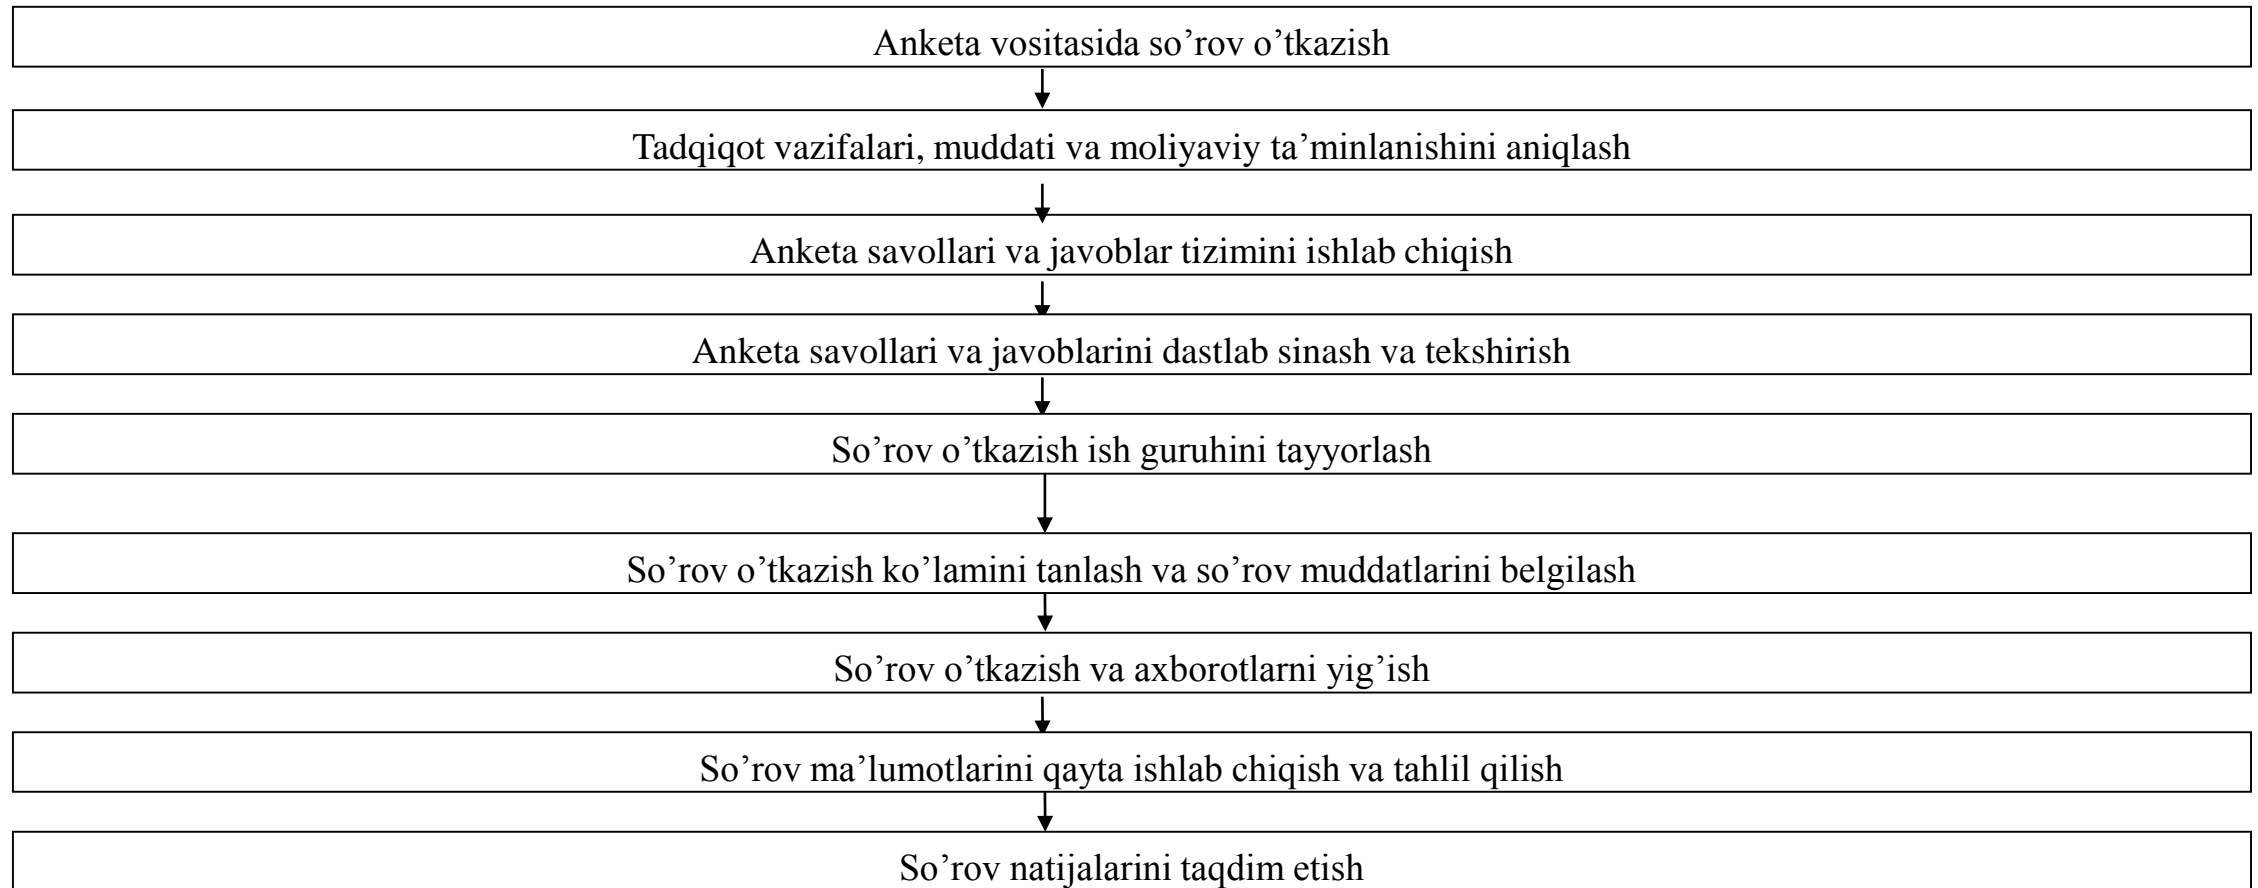 Anketa vositasida so’rov o’tkazish
Tadqiqot vazifalari, muddati va moliyaviy ta’minlanishini aniqlash
Anketa savollari va javoblar tizimini ishlab chiqish
Anketa savollari va javoblarini dastlab sinash va tekshirish
So’rov o’tkazish ish guruhini tayyorlash
So’rov o’tkazish ko’lamini tanlash va so’rov muddatlarini belgilash
So’rov o’tkazish va axborotlarni yig’ish
So’rov ma’lumotlarini qayta ishlab chiqish va tahlil qilish
So’rov natijalarini taqdim etish